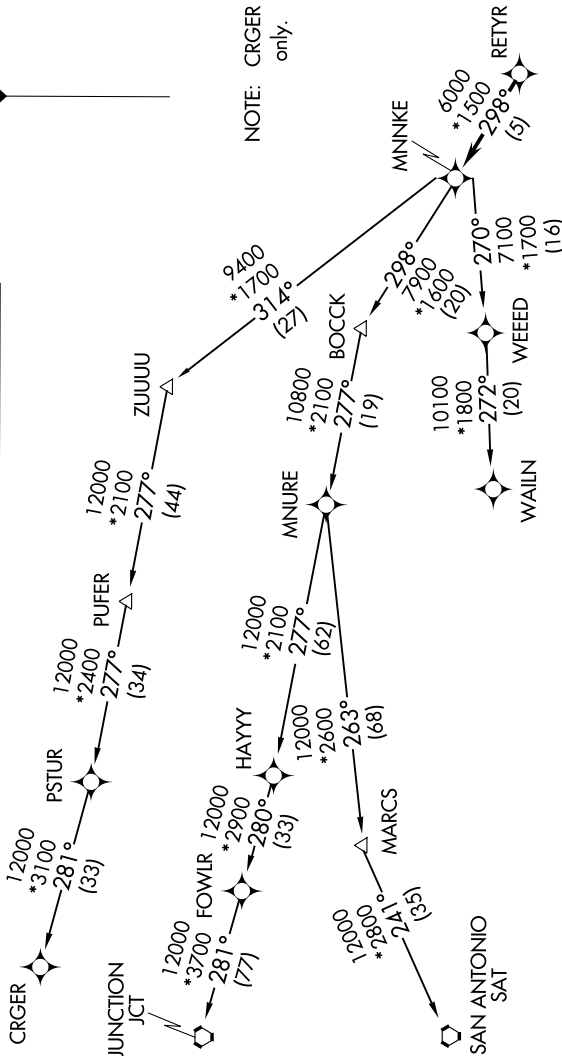 NOTE: CRGER
only.
RETYR
6000
*1500
298°
(5)
MNNKE
9400
*1700
314°
(27)
298°
7900
*1600
(20)
270°
7100
*1700
(16)
ZUUUU
BOCCK
WEEED
12000
*2100
277°
(44)
10800
*2100
277°
(19)
10100
*1800
272°
(20)
PUFER
MNURE
WAILN
12000
*2400
277°
(34)
12000
*2100
277°
(62)
12000
*2600
263°
(68)
PSTUR
HAYYY
MARCS
12000
*3100
281°
(33)
12000
*2900
280°
(33)
FOWLR
12000
*3700
281°
(77)
12000
*2800
241°
(35)
CRGER
JUNCTION
JCT
SAN ANTONIO
SAT